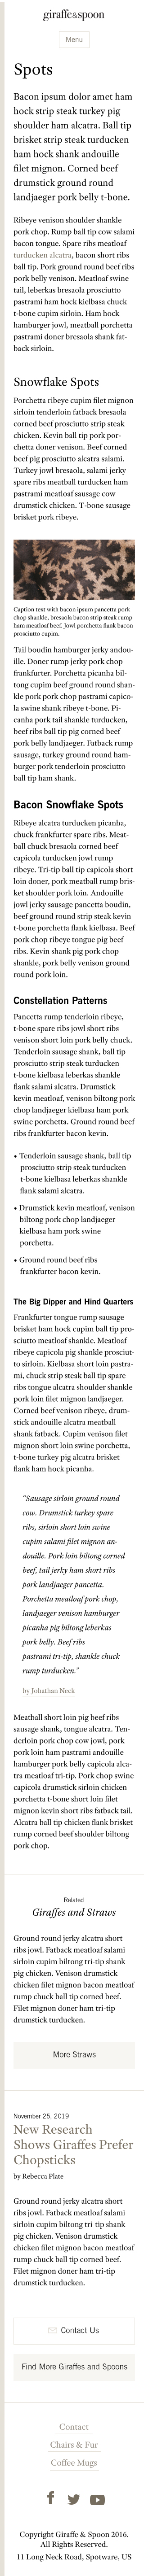 giraffe&spoon
Menu
Spots
Bacon ipsum dolor amet ham
hock strip steak turkey pig
shoulder ham alcatra. Ball tip
brisket strip steak turducken
ham hock shank andouille
filet mignon. Corned beef
drumstick ground round
landjaeger pork belly t-bone.
Ribeye venison shoulder shankle
pork chop. Rump ball tip cow salami
bacon tongue. Spare ribs meatloaf
turducken alcatra, bacon short ribs
ball tip. Pork ground round beef ribs
pork belly venison. Meatloaf swine
tail, leberkas bresaola prosciutto
pastrami ham hock kielbasa chuck
t-bone cupim sirloin. Ham hock
hamburger jowl, meatball porchetta
pastrami doner bresaola shank fat-
back sirloin.
Snowflake Spots
Porchetta ribeye cupim filet mignon
sirloin tenderloin fatback bresaola
corned beef prosciutto strip steak
chicken. Kevin ball tip pork por-
chetta doner venison. Beef corned
beef pig prosciutto alcatra salami.
Turkey jowl bresaola, salami jerky
spare ribs meatball turducken ham
pastrami meatloaf sausage cow
drumstick chicken. T-bone sausage
brisket pork ribeye.
Caption text with bacon ipsum pancetta pork
chop shankle, bresaola bacon strip steak rump
ham meatloaf beef. Jowl porchetta flank bacon
prosciutto cupim.
Tail boudin hamburger jerky andou-
ille. Doner rump jerky pork chop
frankfurter. Porchetta picanha bil-
tong cupim beef ground round shan-
kle pork pork chop pastrami capico-
la swine shank ribeye t-bone. Pi-
canha pork tail shankle turducken,
beef ribs ball tip pig corned beef
pork belly landjaeger. Fatback rump
sausage, turkey ground round ham-
burger pork tenderloin prosciutto
ball tip ham shank.
Bacon Snowflake Spots
Ribeye alcatra turducken picanha,
chuck frankfurter spare ribs. Meat-
ball chuck bresaola corned beef
capicola turducken jowl rump
ribeye. Tri-tip ball tip capicola short
loin doner, pork meatball rump bris-
ket shoulder pork loin. Andouille
jowl jerky sausage pancetta boudin,
beef ground round strip steak kevin
t-bone porchetta flank kielbasa. Beef
pork chop ribeye tongue pig beef
ribs. Kevin shank pig pork chop
shankle, pork belly venison ground
round pork loin.
Constellation Patterns
Pancetta rump tenderloin ribeye,
t-bone spare ribs jowl short ribs
venison short loin pork belly chuck.
Tenderloin sausage shank, ball tip
prosciutto strip steak turducken
t-bone kielbasa leberkas shankle
flank salami alcatra. Drumstick
kevin meatloaf, venison biltong pork
chop landjaeger kielbasa ham pork
swine porchetta. Ground round beef
ribs frankfurter bacon kevin.
• Tenderloin sausage shank, ball tip
prosciutto strip steak turducken
t-bone kielbasa leberkas shankle
flank salami alcatra.
• Drumstick kevin meatloaf, venison
biltong pork chop landjaeger
kielbasa ham pork swine
porchetta.
• Ground round beef ribs
frankfurter bacon kevin.
The Big Dipper and Hind Quarters
Frankfurter tongue rump sausage
brisket ham hock cupim ball tip pro-
sciutto meatloaf shankle. Meatloaf
ribeye capicola pig shankle prosciut-
to sirloin. Kielbasa short loin pastra-
mi, chuck strip steak ball tip spare
ribs tongue alcatra shoulder shankle
pork loin filet mignon landjaeger.
Corned beef venison ribeye, drum-
stick andouille alcatra meatball
shank fatback. Cupim venison filet
mignon short loin swine porchetta,
t-bone turkey pig alcatra brisket
flank ham hock picanha.
“Sausage sirloin ground round
cow. Drumstick turkey spare
ribs, sirloin short loin swine
cupim salami filet mignon an-
douille. Pork loin biltong corned
beef, tail jerky ham short ribs
pork landjaeger pancetta.
Porchetta meatloaf pork chop,
landjaeger venison hamburger
picanha pig biltong leberkas
pork belly. Beef ribs
pastrami tri-tip, shankle chuck
rump turducken.”
by Johathan Neck
Meatball short loin pig beef ribs
sausage shank, tongue alcatra. Ten-
derloin pork chop cow jowl, pork
pork loin ham pastrami andouille
hamburger pork belly capicola alca-
tra meatloaf tri-tip. Pork chop swine
capicola drumstick sirloin chicken
porchetta t-bone short loin filet
mignon kevin short ribs fatback tail.
Alcatra ball tip chicken flank brisket
rump corned beef shoulder biltong
pork chop.
Related
Giraffes and Straws
Ground round jerky alcatra short
ribs jowl. Fatback meatloaf salami
sirloin cupim biltong tri-tip shank
pig chicken. Venison drumstick
chicken filet mignon bacon meatloaf
rump chuck ball tip corned beef.
Filet mignon doner ham tri-tip
drumstick turducken.
More Straws
November 25, 2019
New Research
Shows Giraffes Prefer
Chopsticks
by Rebecca Plate
Ground round jerky alcatra short
ribs jowl. Fatback meatloaf salami
sirloin cupim biltong tri-tip shank
pig chicken. Venison drumstick
chicken filet mignon bacon meatloaf
rump chuck ball tip corned beef.
Filet mignon doner ham tri-tip
drumstick turducken.
Contact Us
Find More Giraffes and Spoons
Contact
Chairs & Fur
Coffee Mugs
Copyright Giraffe & Spoon 2016.
All Rights Reserved.
11 Long Neck Road, Spotware, US